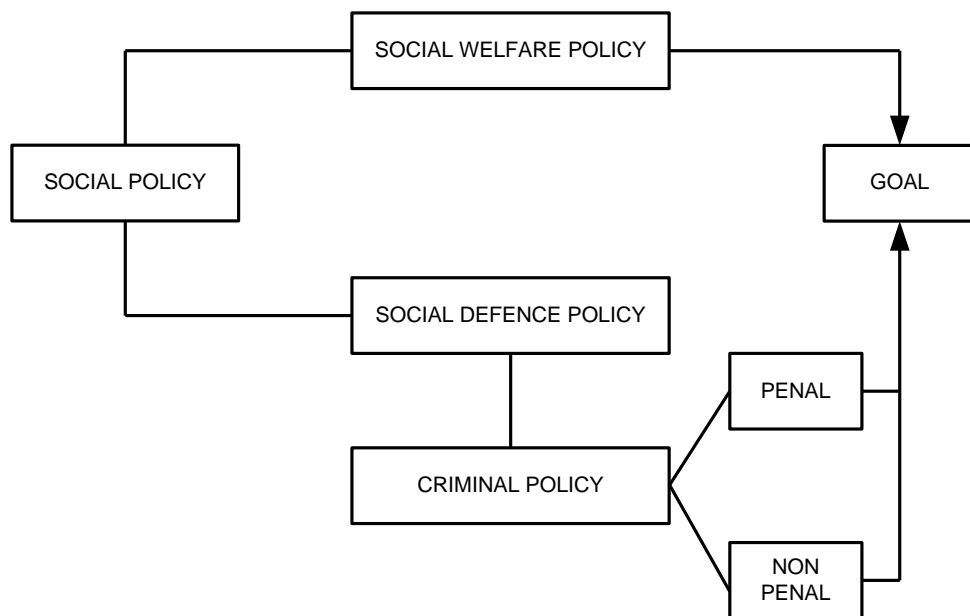 SOCIAL WELFARE POLICY
SOCIAL POLICY
GOAL
SOCIAL DEFENCE POLICY
PENAL
CRIMINAL POLICY
NON
PENAL